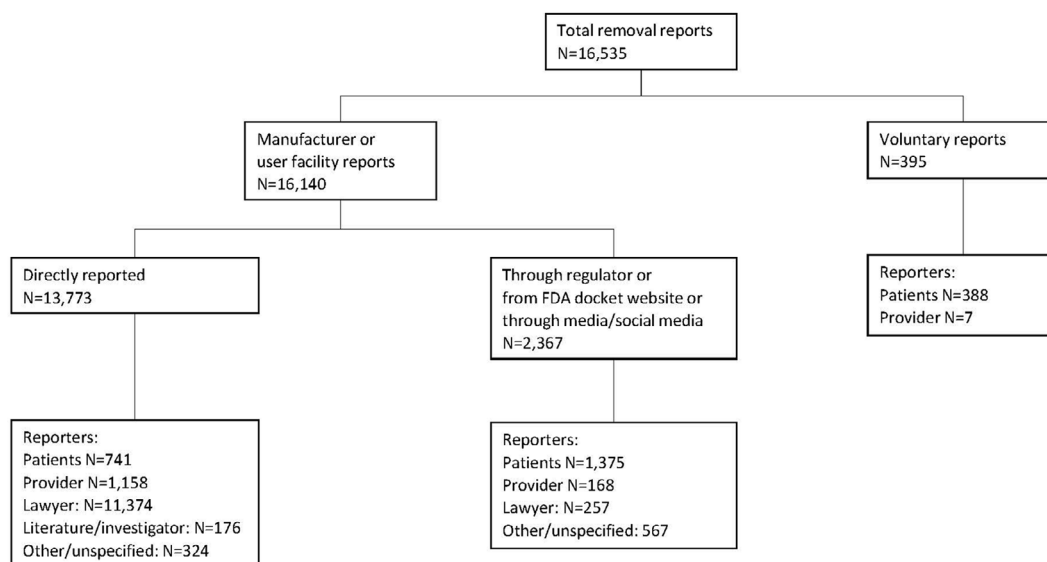 Total removal reports
N=16,535
Manufacturer or
user facility reports
N=16,140
Voluntary reports
N=395
Directly reported
N=13,773
Through regulator or
from FDA docket website or
through media/social media
N=2,367
Reporters:
Patients N=388
Provider N=7
Reporters:
Patients N=741
Provider N=1,158
Lawyer: N=11,374
Literature/investigator: N=176
Other/unspecified: N=324
Reporters:
Patients N=1,375
Provider N=168
Lawyer: N=257
Other/unspecified: 567